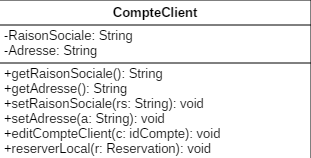 CompteClient
-RaisonSociale: String
-Adresse: String
+getRaisonSociale(): String
+getAdresse(): String
+setRaisonSociale(rs: String): void
+setAdresse(a: String): void
+editCompteClient(c: idCompte): void
+reserverLocal(r: Reservation): void